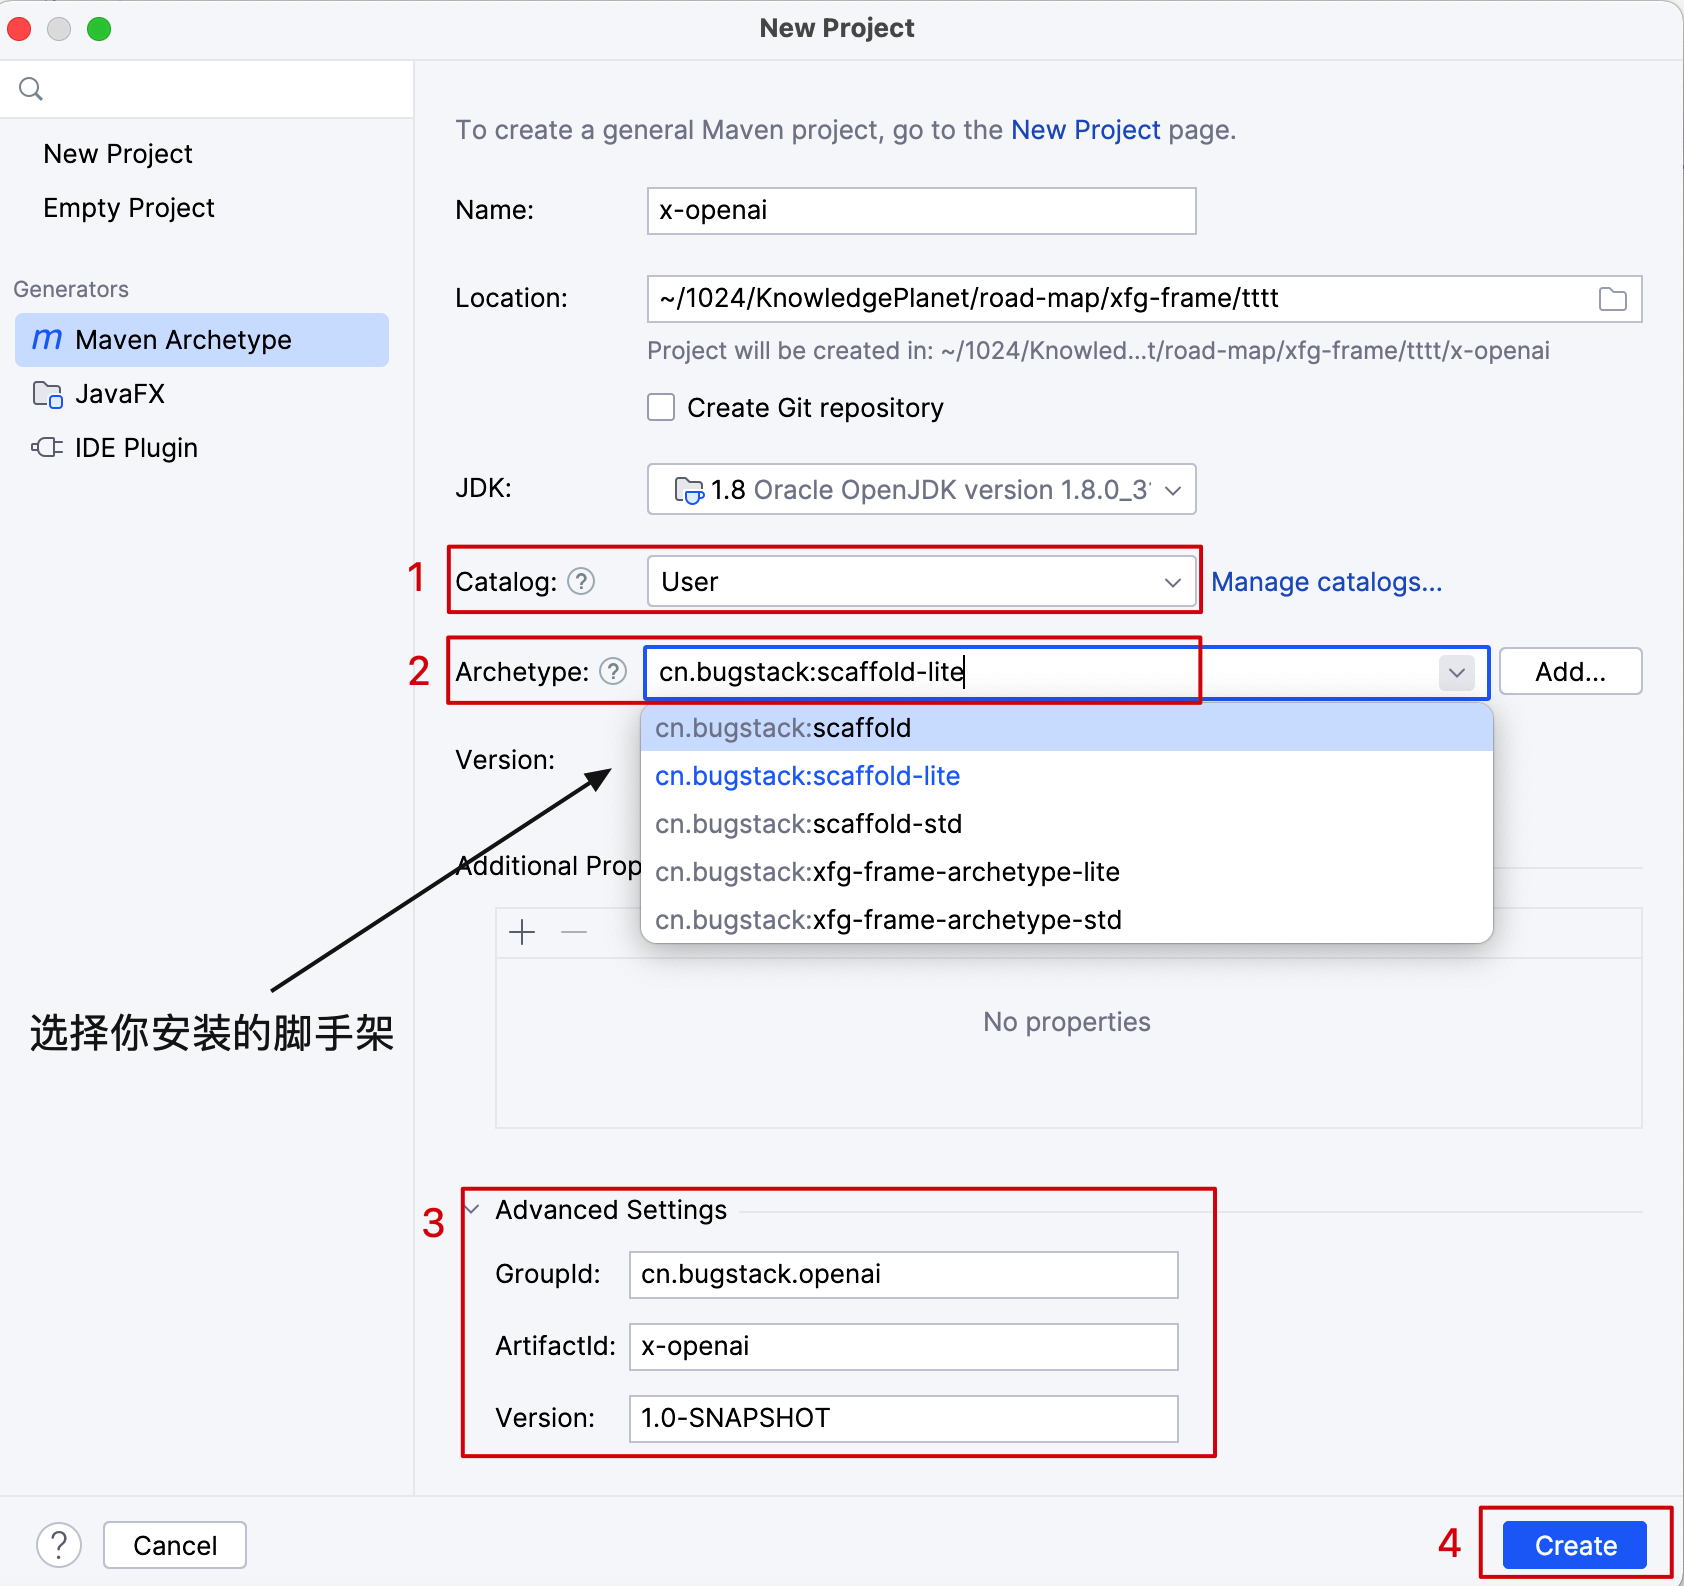 New Project
To create a general Maven project, go to the New Project page.
New Project
Empty Project
Generators
Maven Archetype
JavaFX
IDE Plugin
Name: x-openai
Location: ~/1024/KnowledgePlanet/road-map/xfg-frame/tttt
Project will be created in: ~/1024/Knowled...t/road-map/xfg-frame/tttt/x-openai
Create Git repository
JDK: 1.8 Oracle OpenJDK version 1.8.0_3
1 Catalog: ? User Manage catalogs...
2 Archetype: ? cn.bugstack:scaffold-lite Add...
cn.bugstack:scaffold
Version:
cn.bugstack:scaffold-lite
cn.bugstack:scaffold-std
Additional Prop
cn.bugstack:xfg-frame-archetype-lite
cn.bugstack:xfg-frame-archetype-std
No properties
选择你安装的脚手架
3 Advanced Settings
GroupId: cn.bugstack.openai
ArtifactId: x-openai
Version: 1.0-SNAPSHOT
? Cancel 4 Create